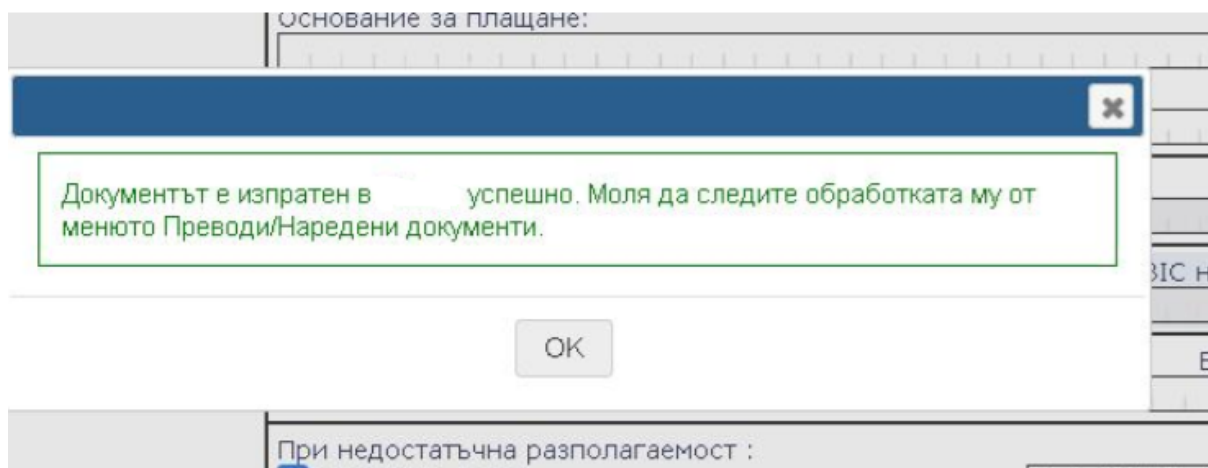 Основание за плащане:
Документът е изпратен в успешно. Моля да следите обработката му от
менюто Преводи/Наредени документи.
BIC н
OK
При недостатъчна разполагаемост :